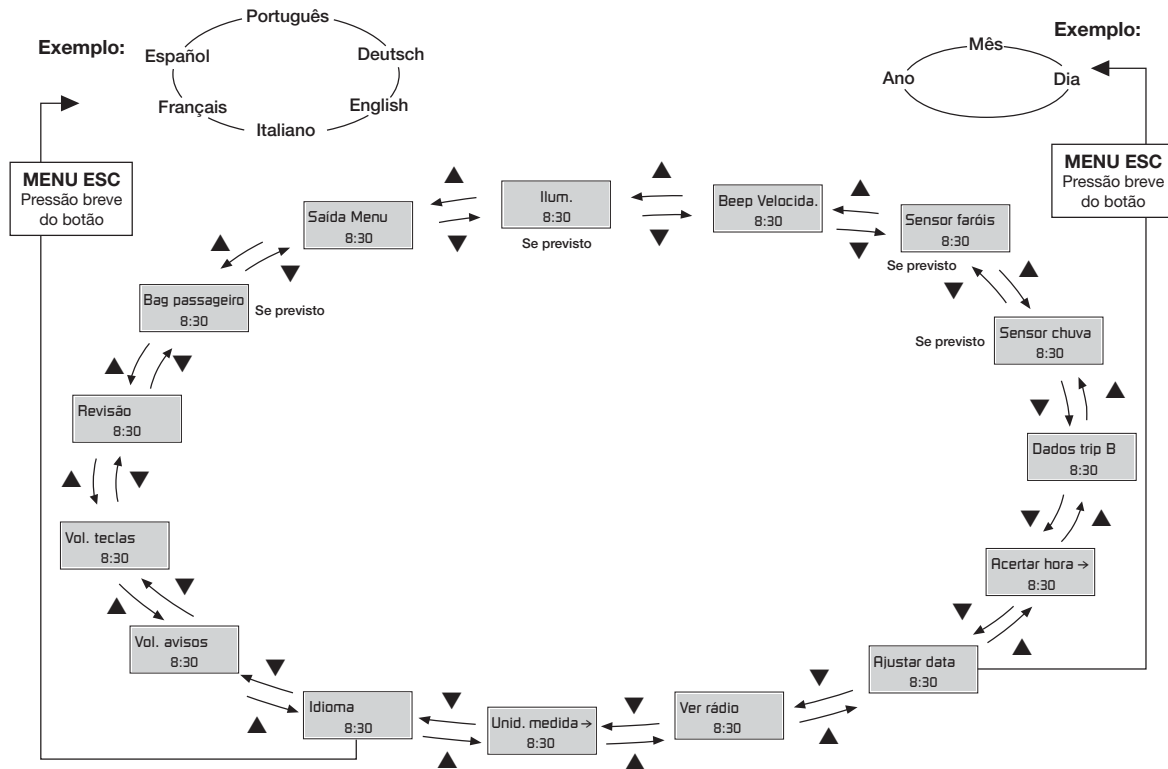 Exemplo:
Português
Español
Deutsch
Français
English
Italiano
Exemplo:
Mês
Ano
Dia
MENU ESC
Pressão breve
do botão
MENU ESC
Pressão breve
do botão
Saída Menu
8:30
Ilum.
8:30
Se previsto
Beep Velocida.
8:30
Sensor faróis
8:30
Se previsto
Sensor chuva
8:30
Se previsto
Dados trip B
8:30
Acertar hora →
8:30
Ajustar data
8:30
Ver rádio
8:30
Unid. medida →
8:30
Idioma
8:30
Vol. avisos
8:30
Vol. teclas
8:30
Revisão
8:30
Bag passageiro
8:30
Se previsto